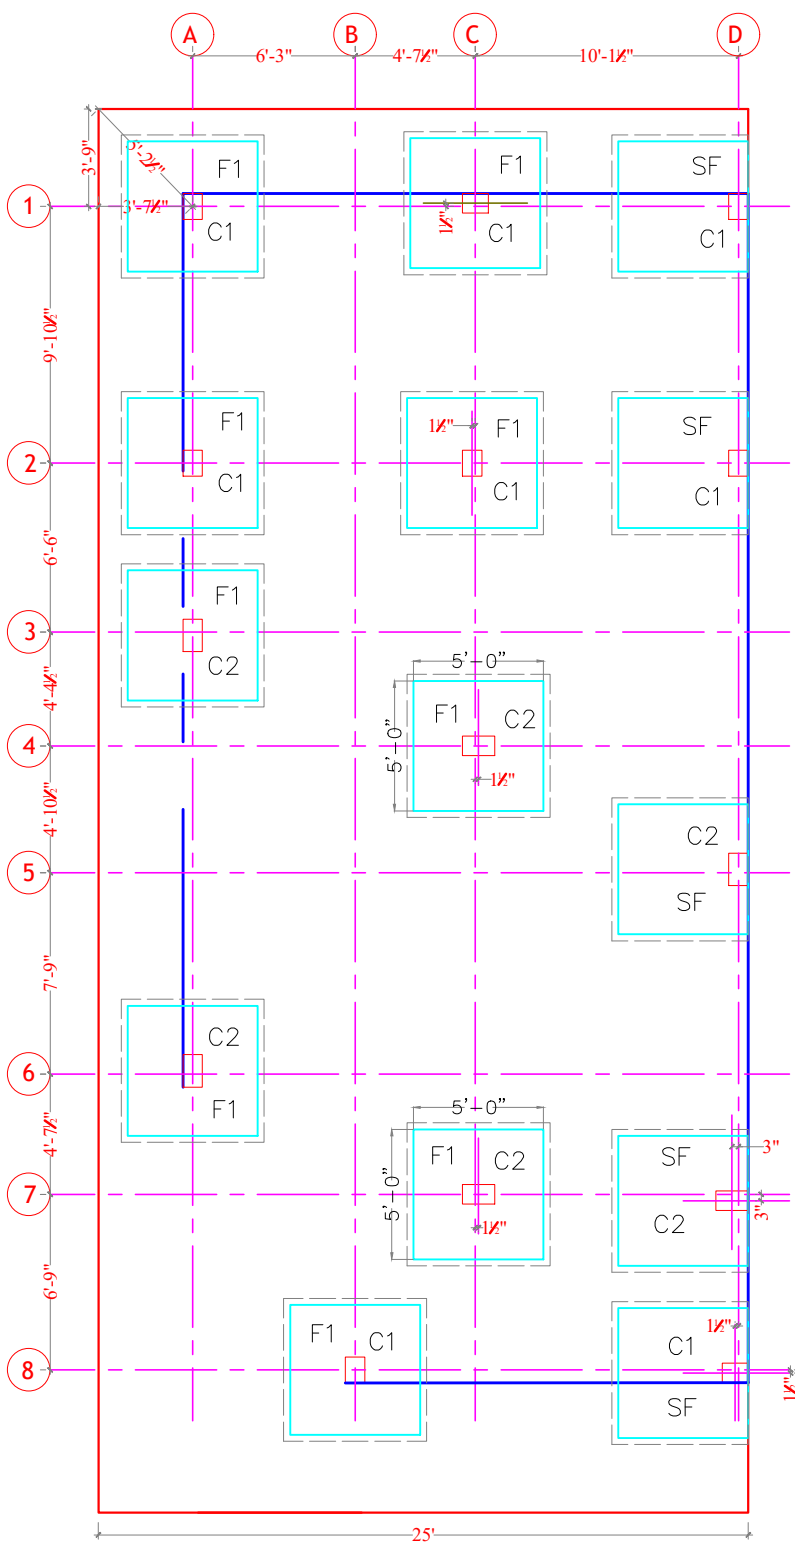 A B C D
6'-3" 4'-7½" 10'-1½"
3'-9"
5'-2½"
3'-7½"
F1 F1 SF
1
1½"
C1 C1 C1
9'-10½"
F1 1½" F1 SF
2
C1 C1 C1
6'-6"
F1
3
C2
5'-0"
4'-4½"
F1 C2
4
5'-0"
1½"
4'-10½"
C2
5
SF
7'-9"
C2
6
F1
5'-0"
4'-7½"
F1 C2 SF 3"
7
5'-0"
C2 3"
1½"
6'-9"
F1 C1 1½" C1
8
1½"
SF
25'